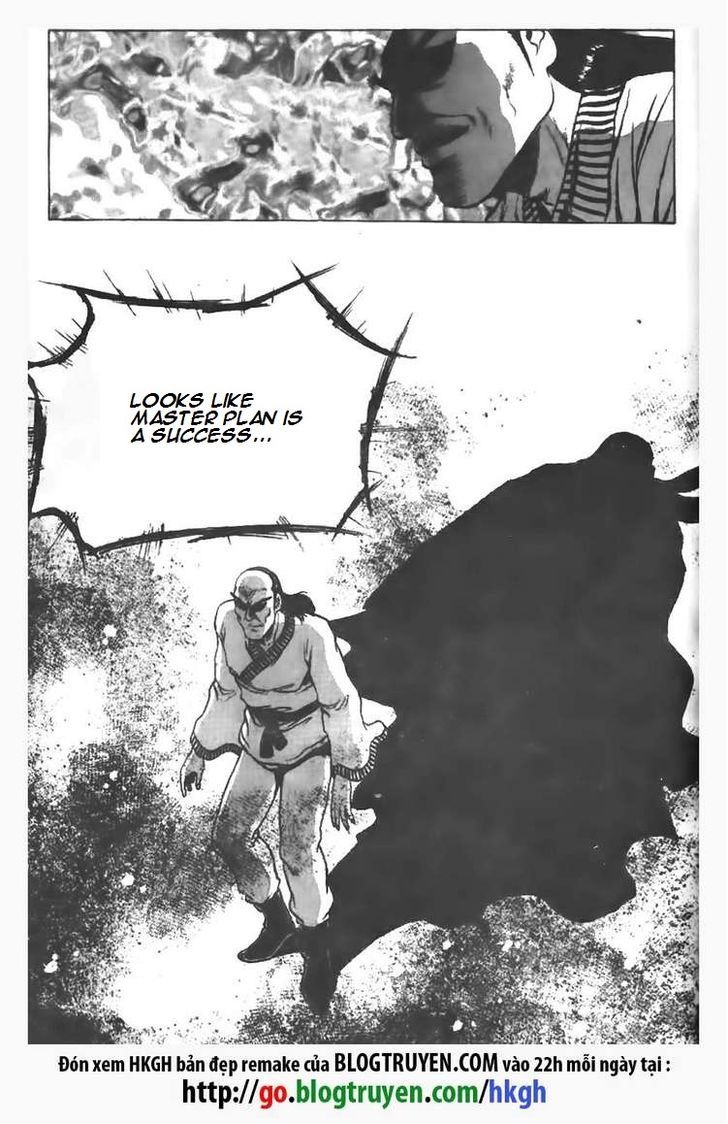 LOOKS LIKE
MASTER PLAN IS
A SUCCESS...
Đón xem HKGH bản đẹp remake của BLOGTRUYEN.COM vào 22h mỗi ngày tại :
http://go.blogtruyen.com/hkgh